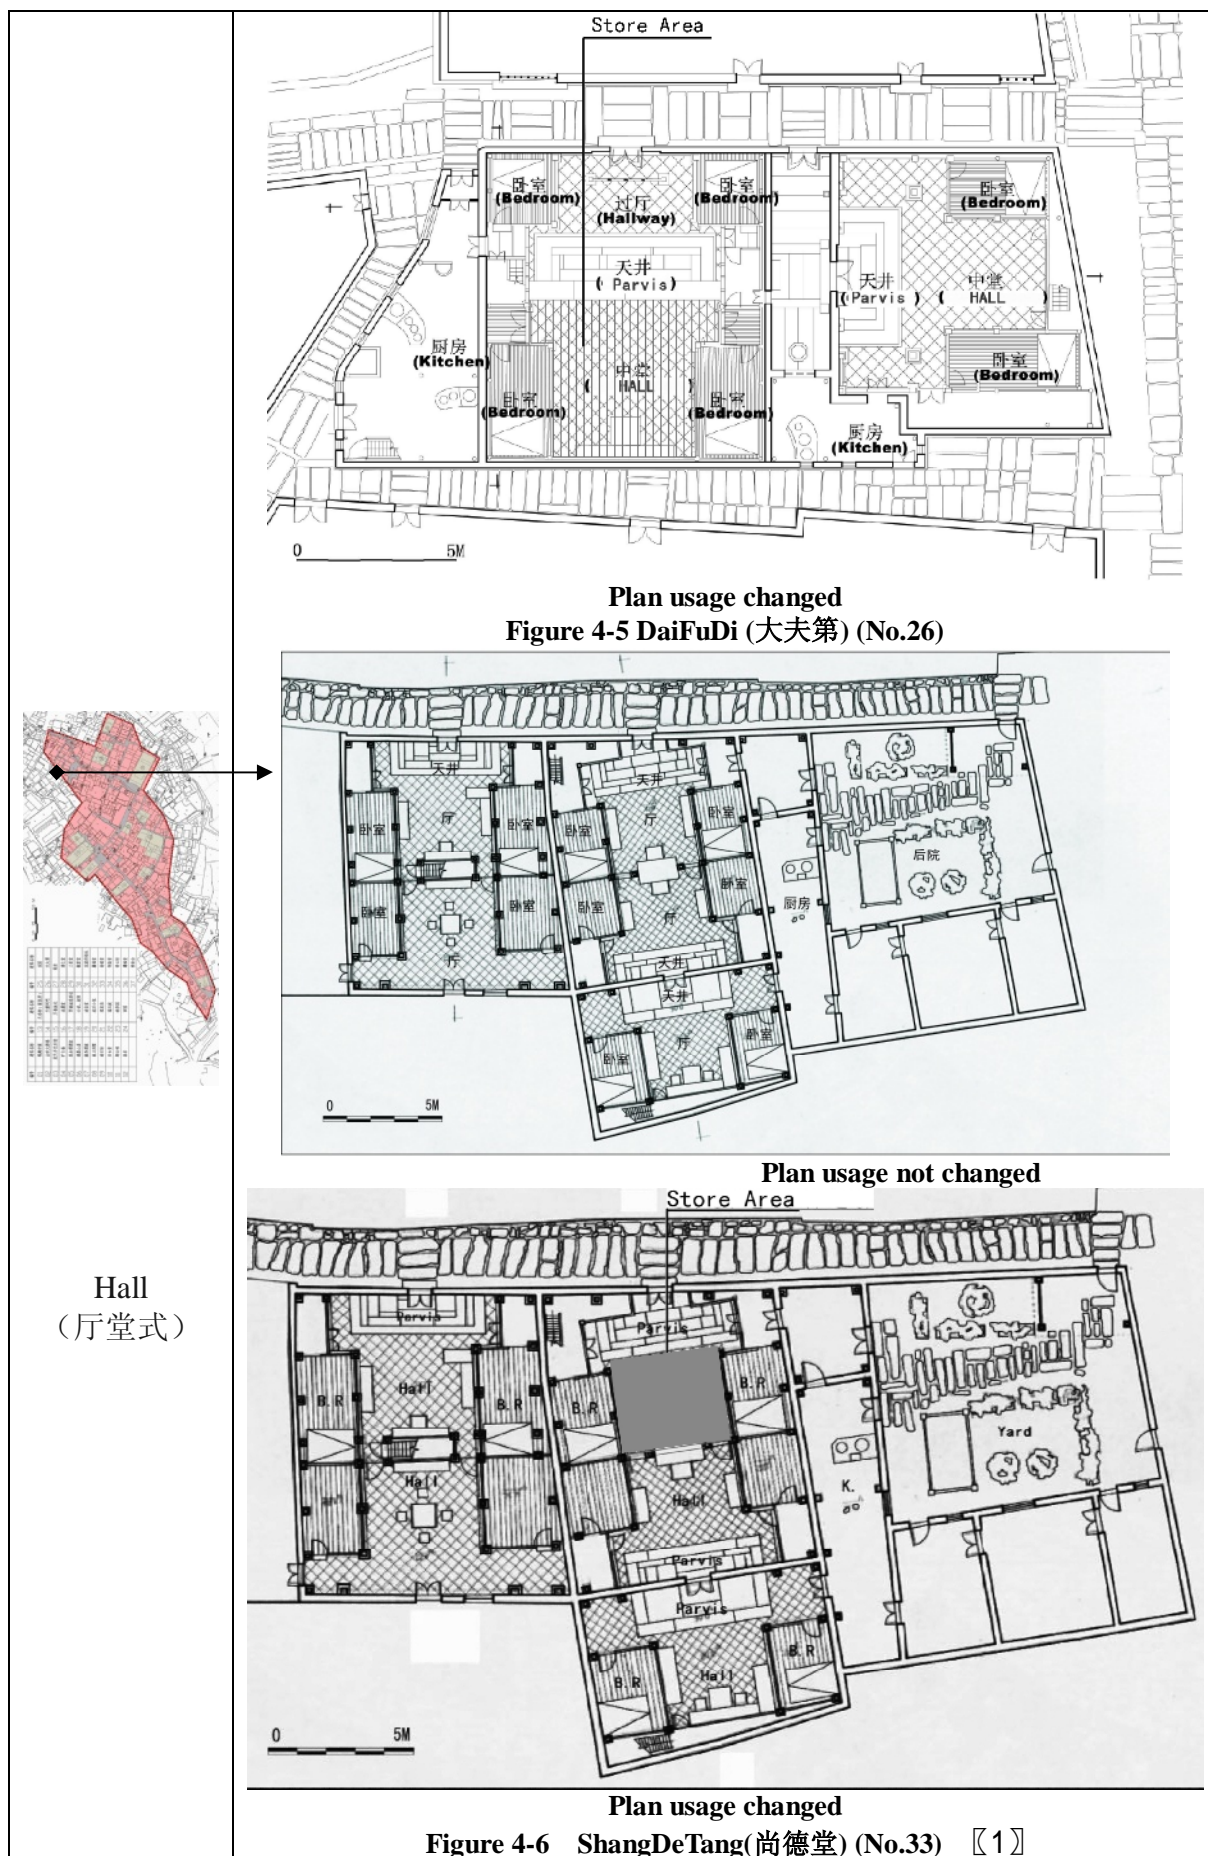 Store Area
卧室
(Bedroom)
过厅
(Hallway)
卧室
(Bedroom)
卧室
(Bedroom)
天井
( Parvis)
天井
(Parvis )
中堂
( HALL )
厨房
(Kitchen)
中堂
( HALL )
卧室
(Bedroom)
卧室
(Bedroom)
卧室
(Bedroom)
厨房
(Kitchen)
0 5M
Plan usage changed
Figure 4-5 DaiFuDi (大夫第) (No.26)
天井
天井
卧室
厅
卧室
卧室
厅
卧室
后院
卧室
卧室
卧室
卧室
厨房
厅
厅
天井
天井
卧室
厅
卧室
0 5M
Plan usage not changed
Store Area
Parvis
Parvis
B.R
Hall
B.R
B.R
B.R
Hall
Hall
K.
Yard
Parvis
Parvis
B.R
Hall
B.R
0 5M
Plan usage changed
Figure 4-6 ShangDeTang(尚德堂) (No.33) 〖1〗
Hall
（厅堂式）